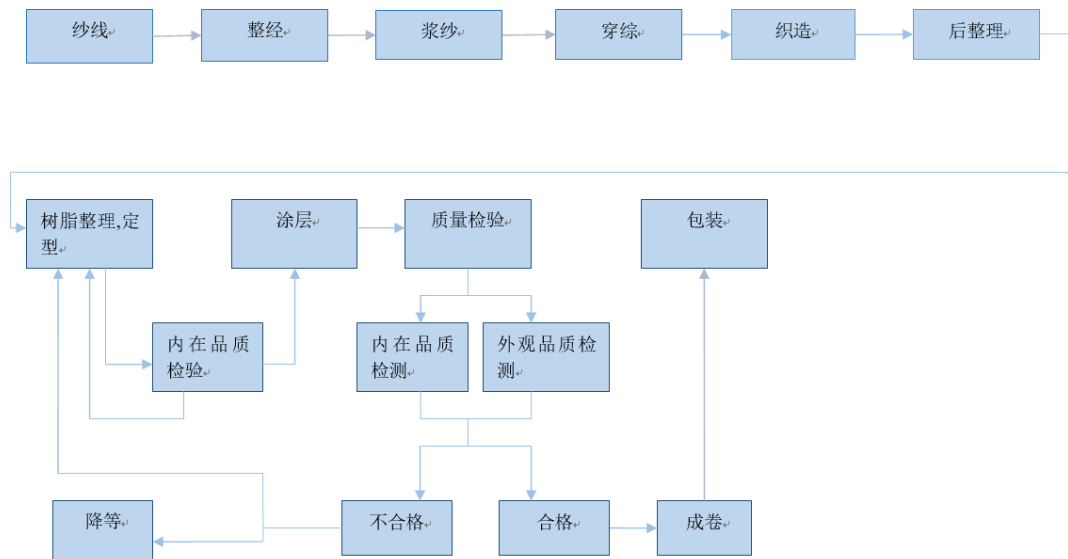 纱线
整经
浆纱
穿综
织造
后整理
树脂整理,定
型
涂层
质量检验
包装
内在品质
检验
内在品质
检测
外观品质检
测
降等
不合格
合格
成卷